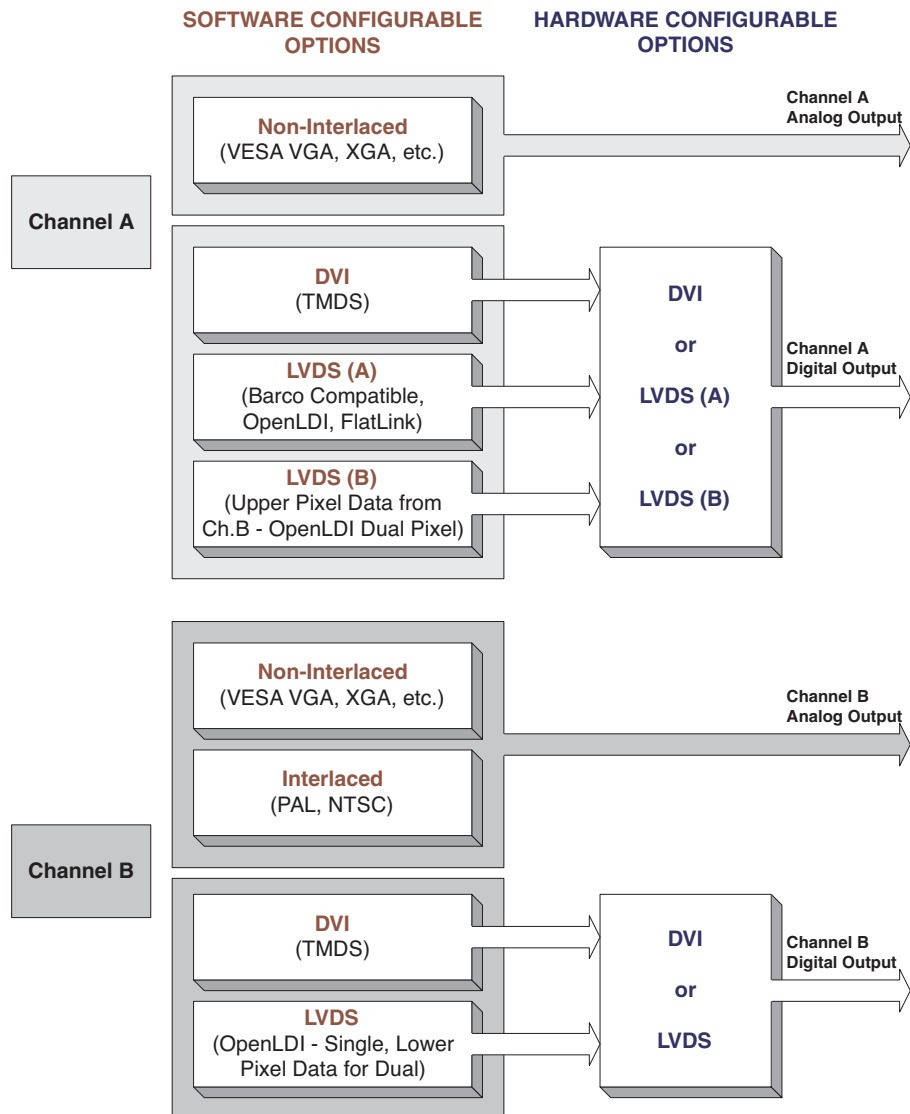 SOFTWARE CONFIGURABLE
OPTIONS
HARDWARE CONFIGURABLE
OPTIONS
Channel A
Non-Interlaced
(VESA VGA, XGA, etc.)
Channel A
Analog Output
DVI
(TMDS)
LVDS (A)
(Barco Compatible,
OpenLDI, FlatLink)
LVDS (B)
(Upper Pixel Data from
Ch.B - OpenLDI Dual Pixel)
DVI
or
LVDS (A)
or
LVDS (B)
Channel A
Digital Output
Channel B
Non-Interlaced
(VESA VGA, XGA, etc.)
Interlaced
(PAL, NTSC)
Channel B
Analog Output
DVI
(TMDS)
LVDS
(OpenLDI - Single, Lower
Pixel Data for Dual)
DVI
or
LVDS
Channel B
Digital Output